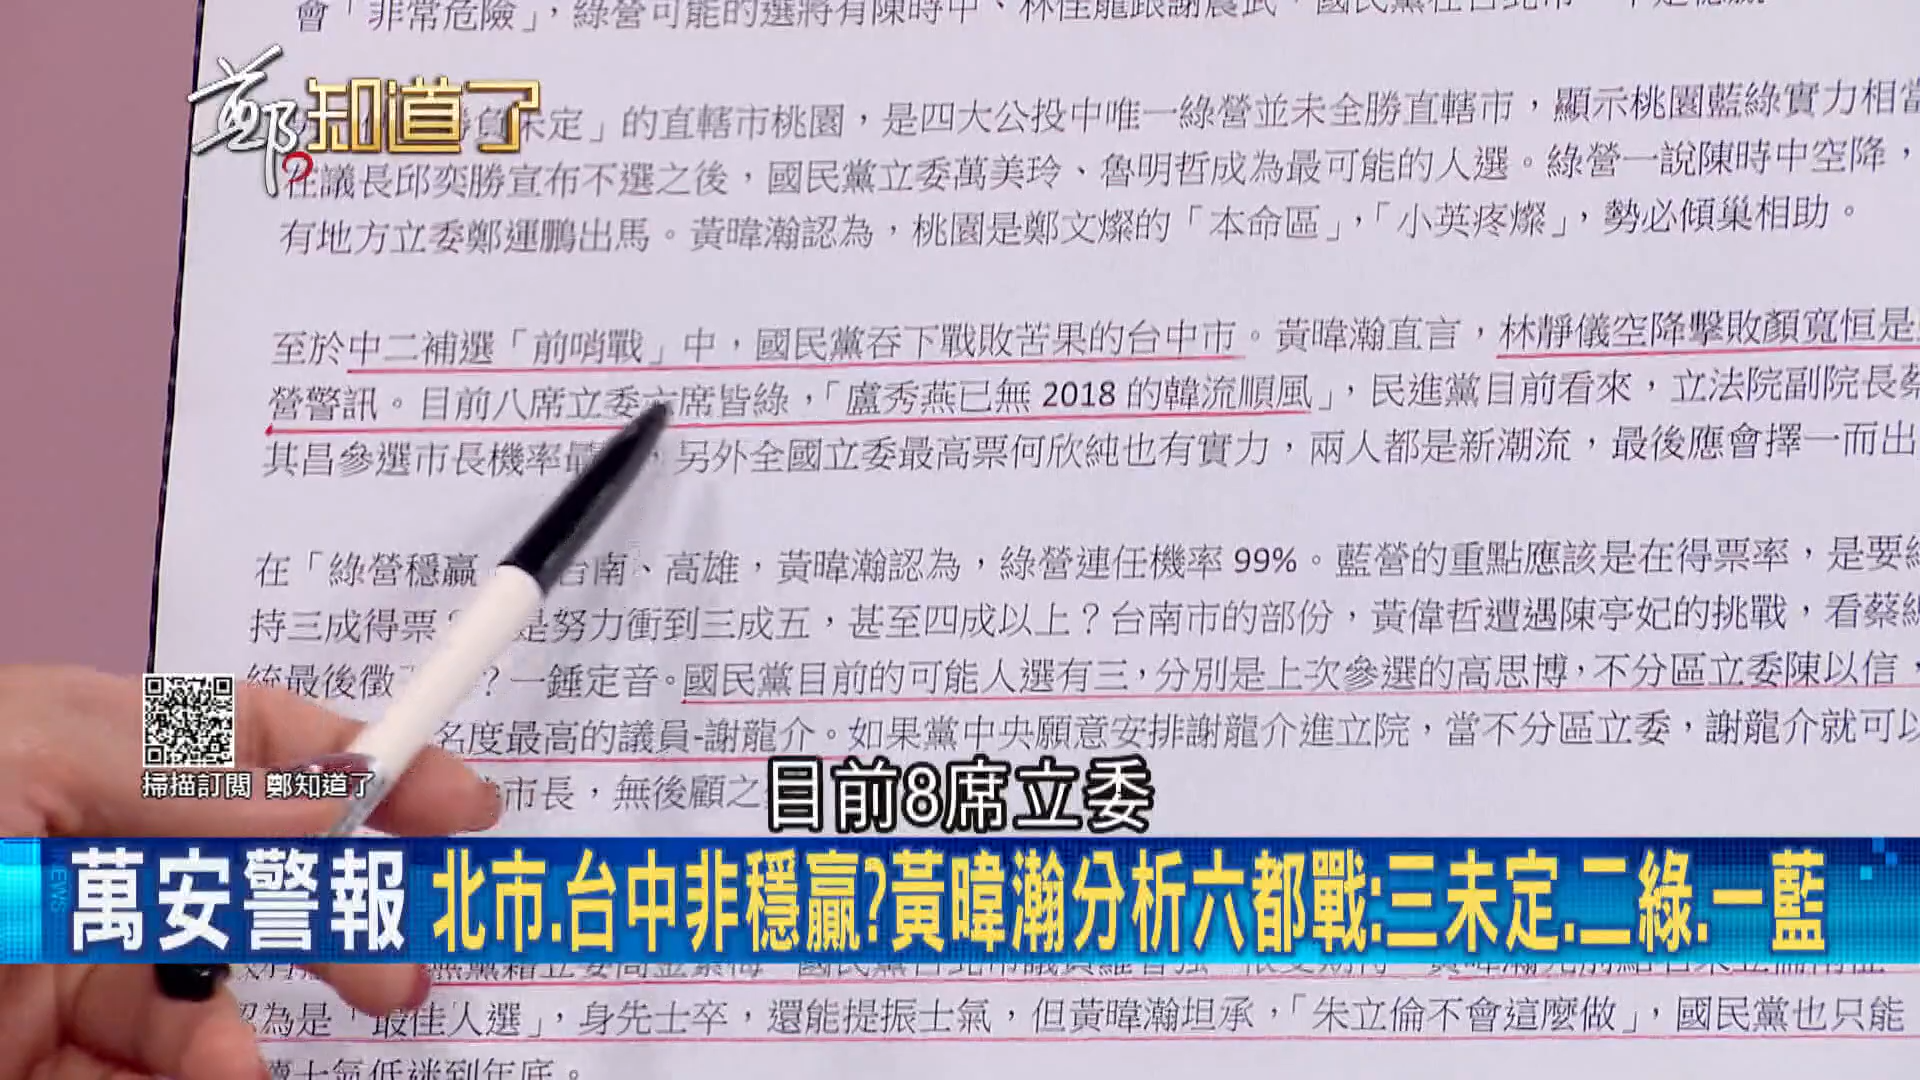 會「非常危險」，綠營可能的選將有陳時中、林佳龍跟謝震武，國民黨在台北市
鄭知道了
勝負未定」的直轄市桃園，是四大公投中唯一綠營並未全勝直轄市，顯示桃園藍綠實力相當
在議長邱奕勝宣布不選之後，國民黨立委萬美玲、魯明哲成為最可能的人選。綠營一說陳時中空降，
有地方立委鄭運鵬出馬。黃暐瀚認為，桃園是鄭文燦的「本命區」，「小英疼燦」，勢必傾巢相助。
至於中二補選「前哨戰」中，國民黨吞下戰敗苦果的台中市。黃暐瀚直言，林靜儀空降擊敗顏寬恒是
營警訊。目前八席立委六席皆綠，「盧秀燕已無 2018 的韓流順風」，民進黨目前看來，立法院副院長蔡
其昌參選市長機率最，另外全國立委最高票何欣純也有實力，兩人都是新潮流，最後應會擇一而出
在「綠營穩贏 台南、高雄，黃暐瀚認為，綠營連任機率 99%。藍營的重點應該是在得票率，是要維
持三成得票？ 是努力衝到三成五，甚至四成以上？台南市的部份，黃偉哲遭遇陳亭妃的挑戰，看蔡總
統最後徵 ？一錘定音。國民黨目前的可能人選有三，分別是上次參選的高思博，不分區立委陳以信，
名度最高的議員-謝龍介。如果黨中央願意安排謝龍介進立院，當不分區立委，謝龍介就可以
市長，無後顧之
掃描訂閱 鄭知道了
目前8席立委
NEWS
萬安警報
北市.台中非穩贏?黃暐瀚分析六都戰:三未定.二綠.一藍
認為是「最佳人選」，身先士卒，還能提振士氣，但黃暐瀚坦承，「朱立倫不會這麼做」，國民黨也只能
士氣低迷到年底。